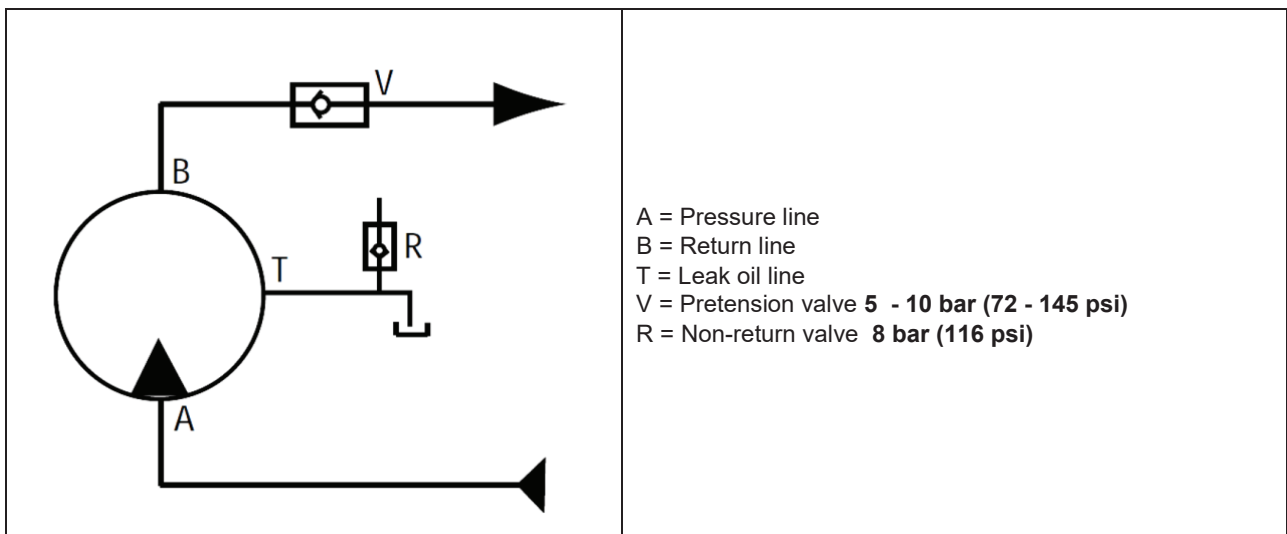 V
B
T
R
A
A = Pressure line
B = Return line
T = Leak oil line
V = Pretension valve 5 - 10 bar (72 - 145 psi)
R = Non-return valve 8 bar (116 psi)